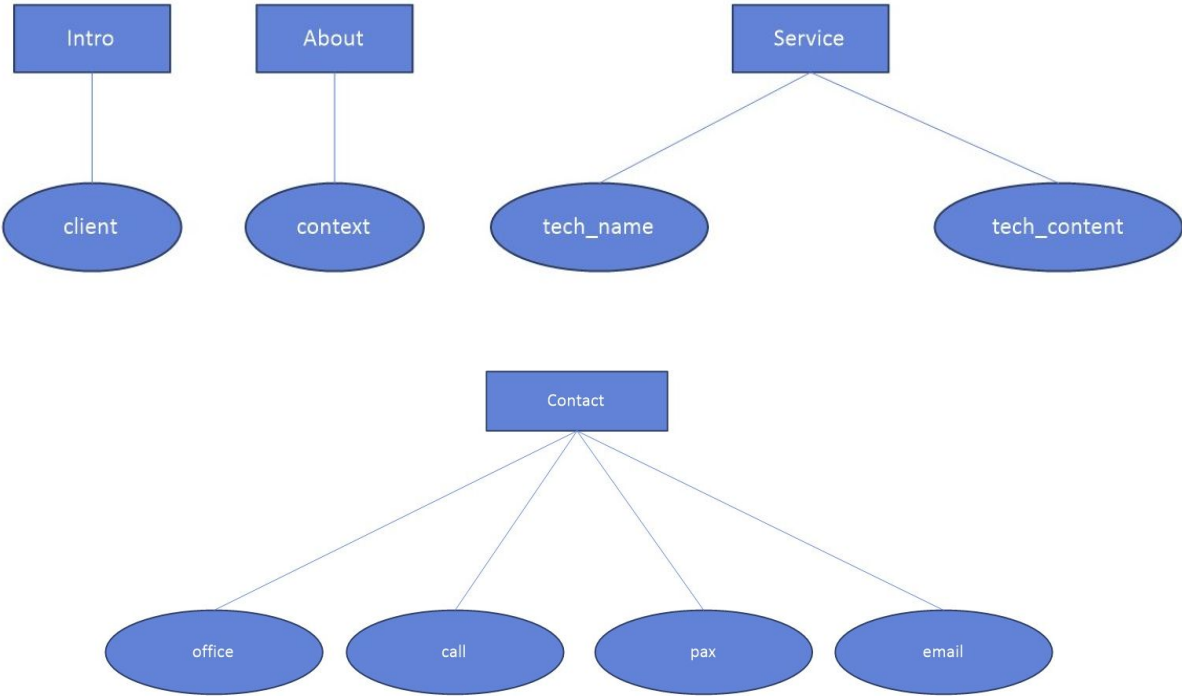 Intro
About
Service
client
context
tech_name
tech_content
Contact
office
call
pax
email